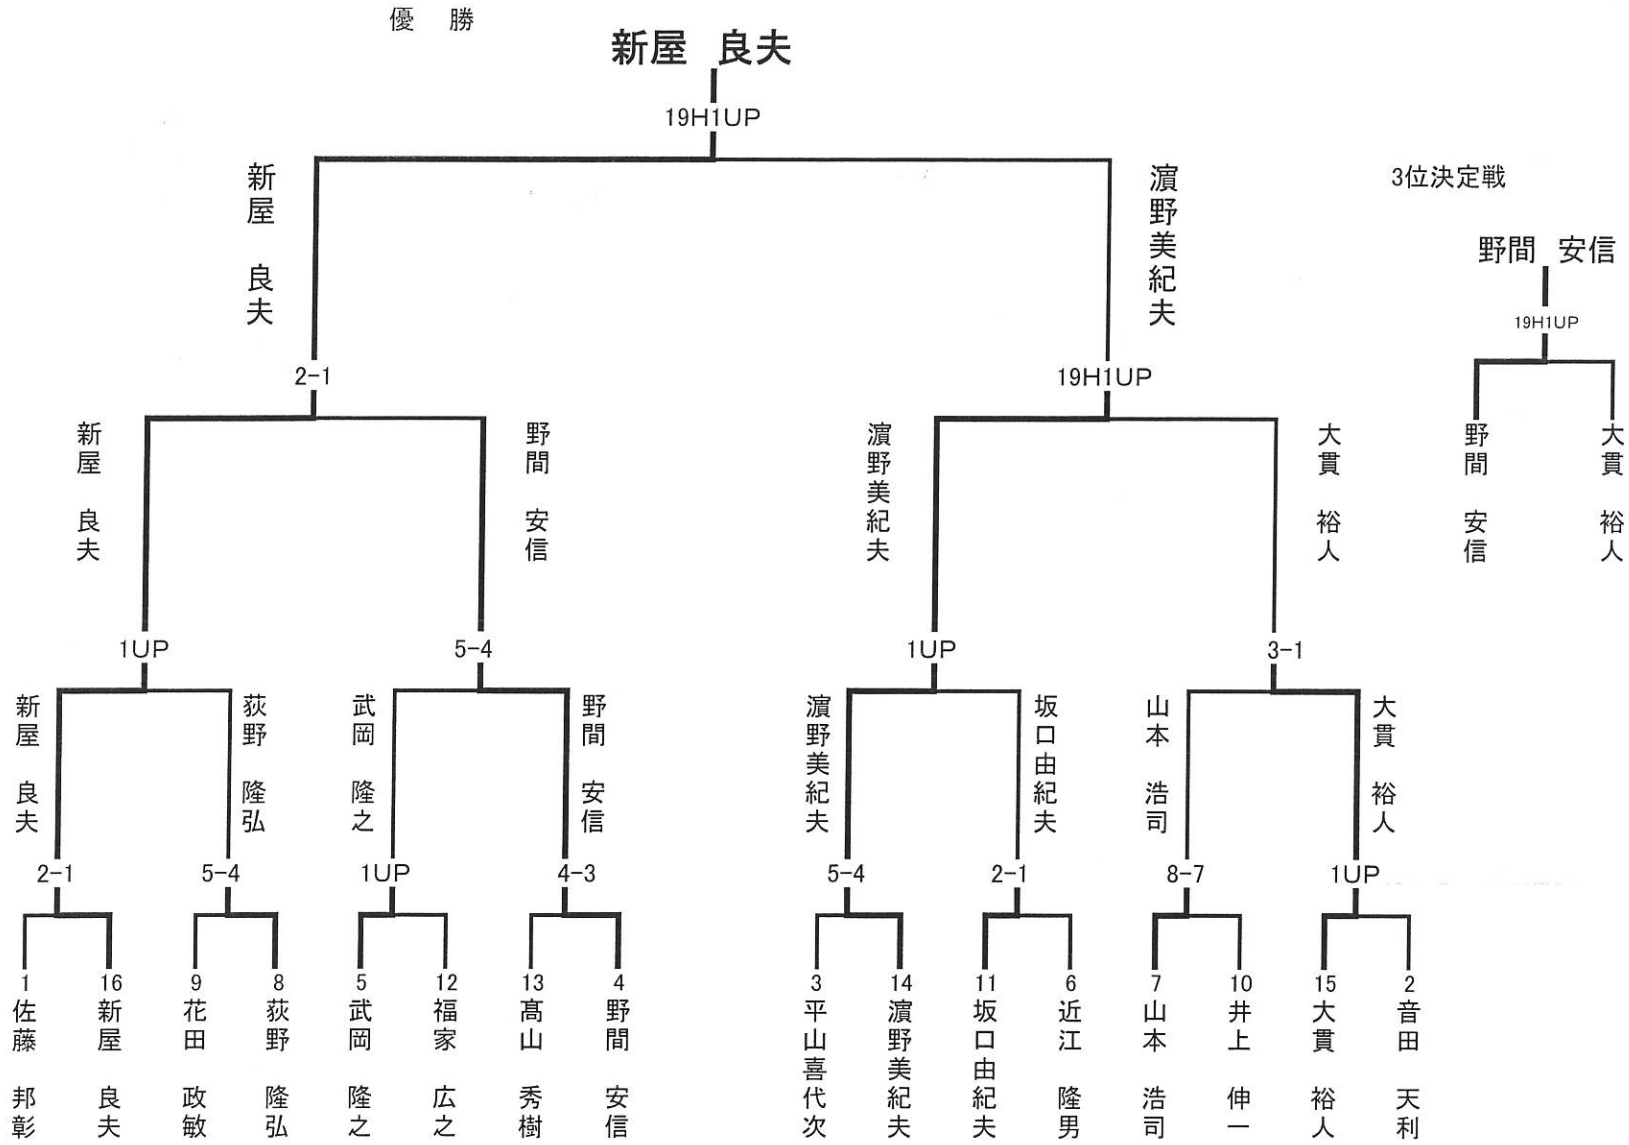 優　勝
新屋　良夫
19H1UP
新屋　良夫
濵野美紀夫
3位決定戦
野間　安信
19H1UP
野間　安信
大貫　裕人
2-1
19H1UP
新屋　良夫
野間　安信
濵野美紀夫
大貫　裕人
1UP
5-4
1UP
3-1
新屋　良夫
荻野　隆弘
武岡　隆之
野間　安信
濵野美紀夫
坂口由紀夫
山本　浩司
大貫　裕人
2-1
5-4
1UP
4-3
5-4
2-1
8-7
1UP
1
佐藤　邦彰
16
新屋　良夫
9
花田　政敏
8
荻野　隆弘
5
武岡　隆之
12
福家　広之
13
髙山　秀樹
4
野間　安信
3
平山喜代次
14
濵野美紀夫
11
坂口由紀夫
6
近江　隆男
7
山本　浩司
10
井上　伸一
15
大貫　裕人
2
音田　天利